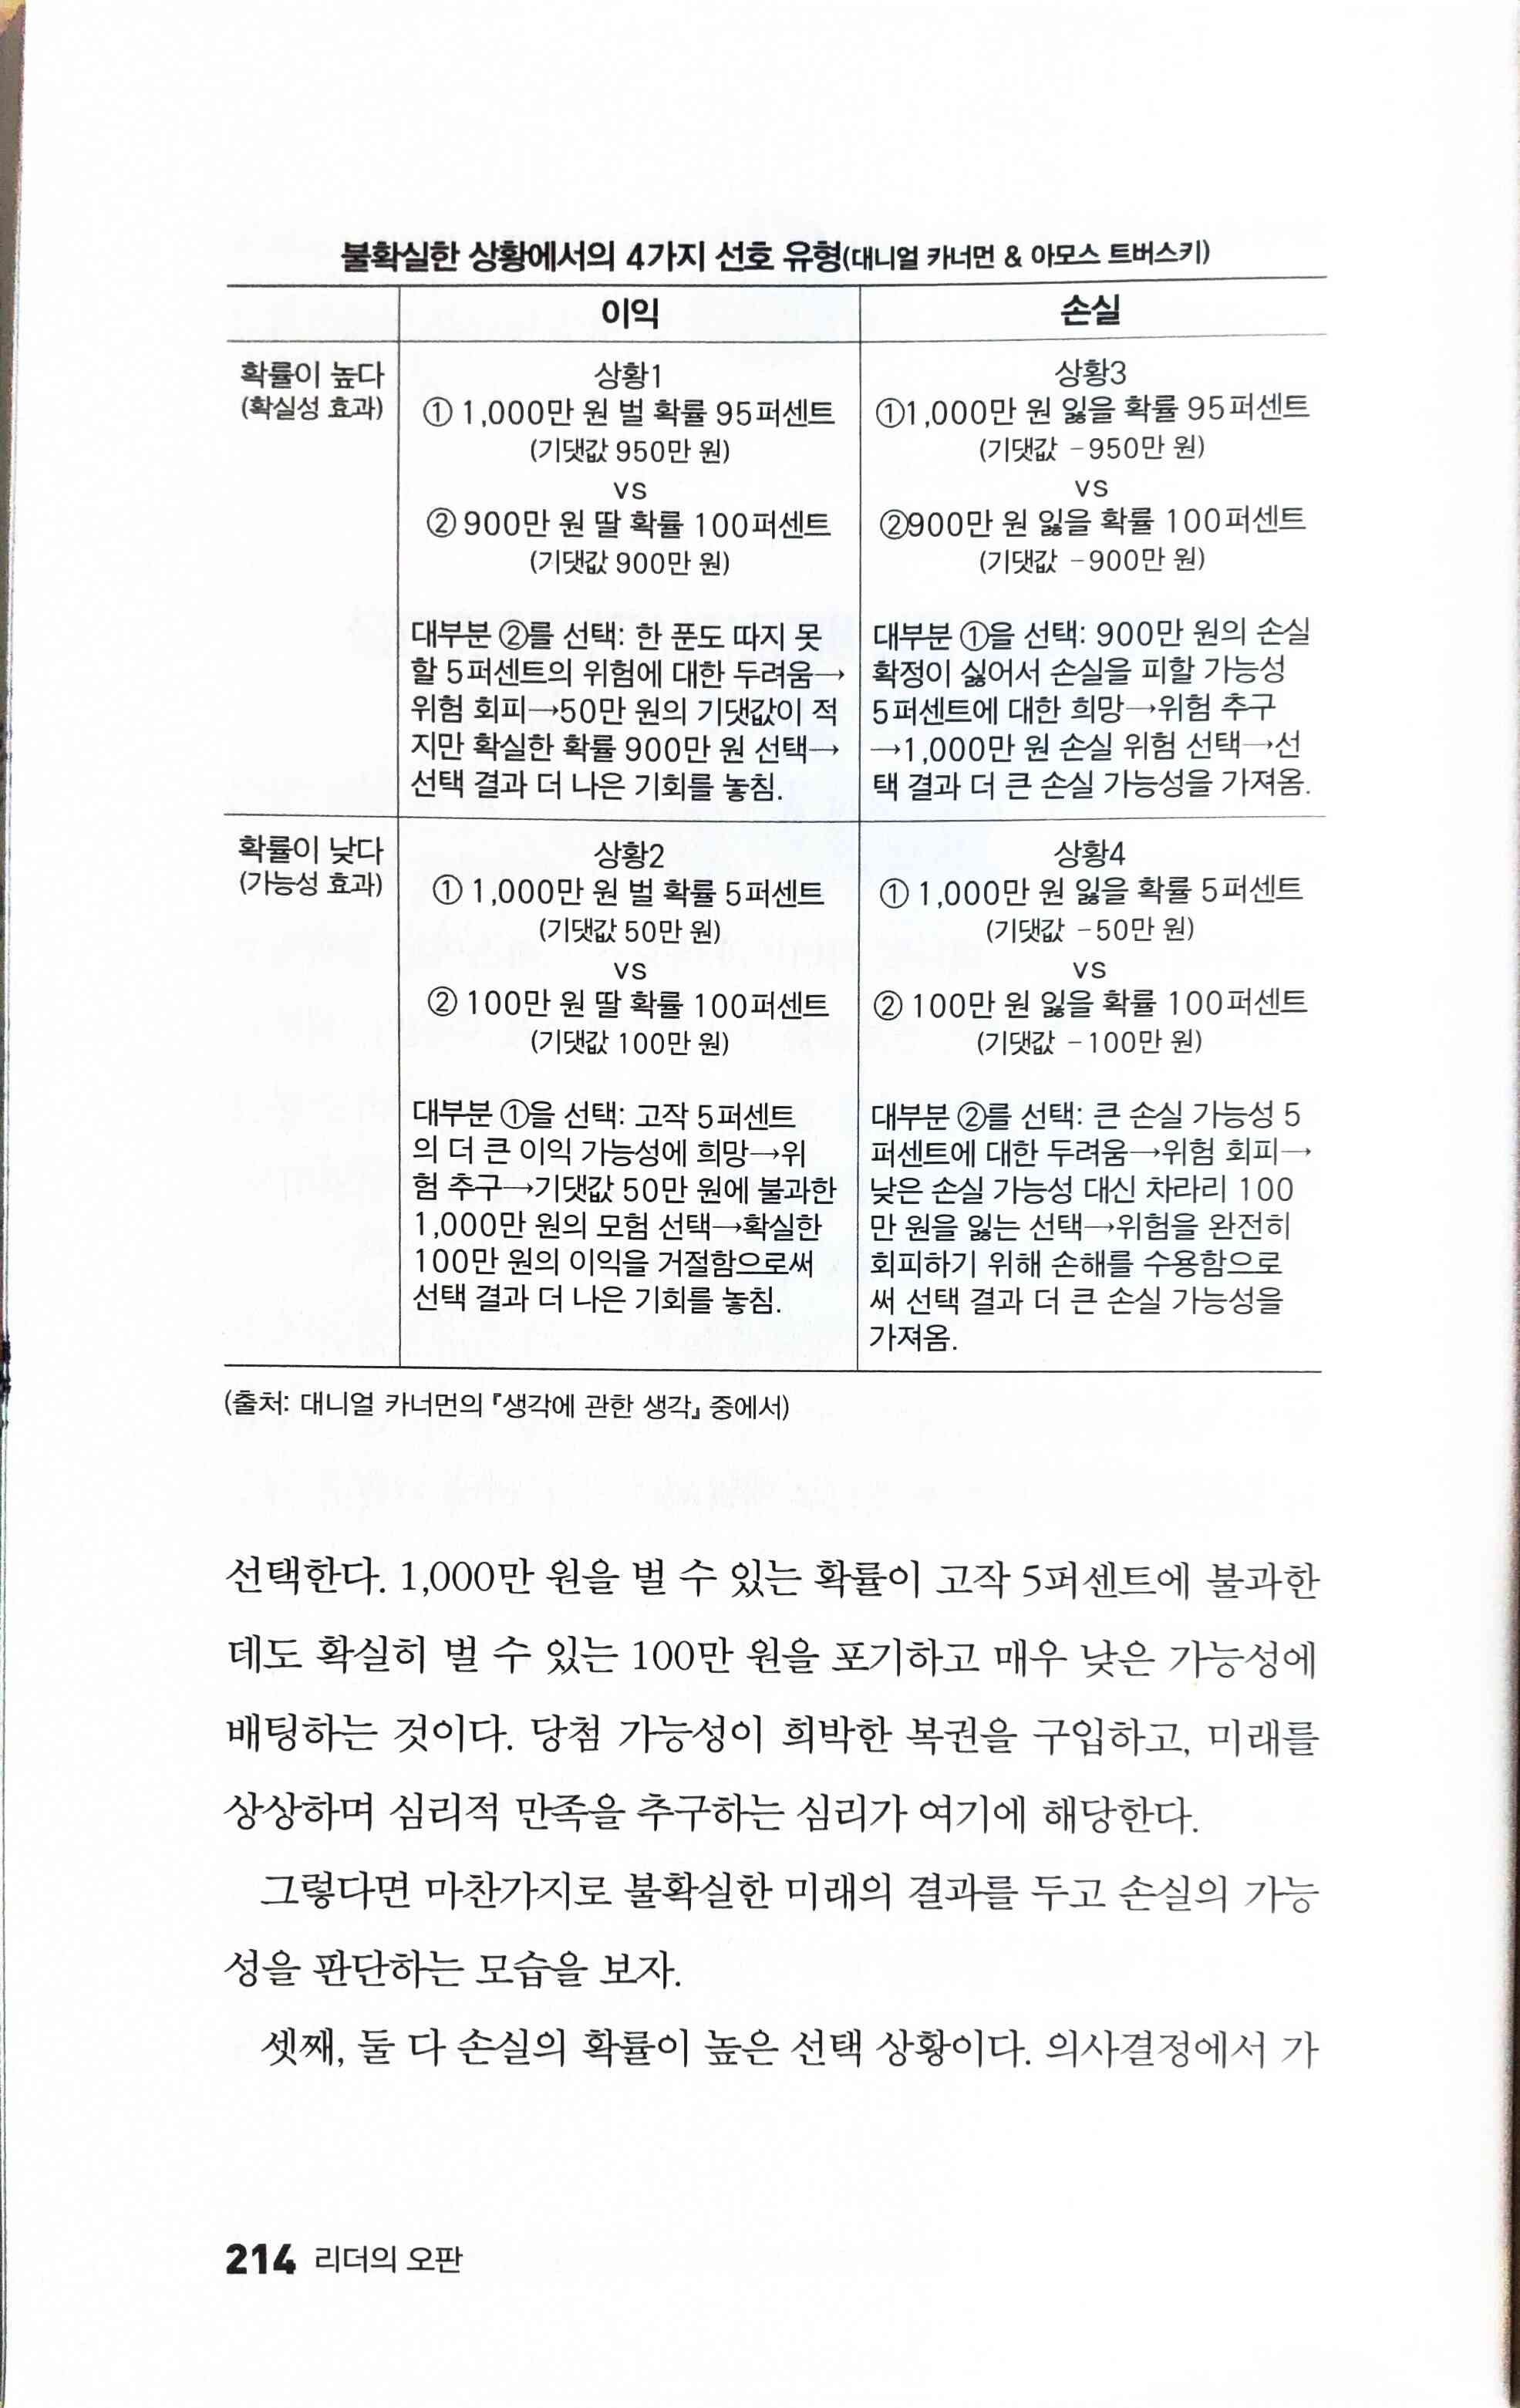 불확실한 상황에서의 4가지 선호 유형(대니얼 카너먼 & 아모스 트버스키)
이익
손실
확률이 높다
(확실성 효과)
상황1
① 1,000만 원 벌 확률 95퍼센트
(기댓값 950만 원)
vs
② 900만 원 딸 확률 100퍼센트
(기댓값 900만 원)
대부분 ②를 선택: 한 푼도 따지 못
할 5퍼센트의 위험에 대한 두려움→
위험 회피→50만 원의 기댓값이 적
지만 확실한 확률 900만 원 선택→
선택 결과 더 나은 기회를 놓침.
상황3
①1,000만 원 잃을 확률 95퍼센트
(기댓값 -950만 원)
vs
②900만 원 잃을 확률 100퍼센트
(기댓값 -900만 원)
대부분 ①을 선택: 900만 원의 손실
확정이 싫어서 손실을 피할 가능성
5퍼센트에 대한 희망→위험 추구
→1,000만 원 손실 위험 선택→선
택 결과 더 큰 손실 가능성을 가져옴.
확률이 낮다
(가능성 효과)
상황2
① 1,000만 원 벌 확률 5퍼센트
(기댓값 50만 원)
vs
② 100만 원 딸 확률 100퍼센트
(기댓값 100만 원)
대부분 ①을 선택: 고작 5퍼센트
의 더 큰 이익 가능성에 희망→위
험 추구→기댓값 50만 원에 불과한
1,000만 원의 모험 선택→확실한
100만 원의 이익을 거절함으로써
선택 결과 더 나은 기회를 놓침.
상황4
① 1,000만 원 잃을 확률 5퍼센트
(기댓값 -50만 원)
vs
② 100만 원 잃을 확률 100퍼센트
(기댓값 -100만 원)
대부분 ②를 선택: 큰 손실 가능성 5
퍼센트에 대한 두려움→위험 회피→
낮은 손실 가능성 대신 차라리 100
만 원을 잃는 선택→위험을 완전히
회피하기 위해 손해를 수용함으로
써 선택 결과 더 큰 손실 가능성을
가져옴.
(출처: 대니얼 카너먼의 『생각에 관한 생각』 중에서)
선택한다. 1,000만 원을 벌 수 있는 확률이 고작 5퍼센트에 불과한
데도 확실히 벌 수 있는 100만 원을 포기하고 매우 낮은 가능성에
배팅하는 것이다. 당첨 가능성이 희박한 복권을 구입하고, 미래를
상상하며 심리적 만족을 추구하는 심리가 여기에 해당한다.
그렇다면 마찬가지로 불확실한 미래의 결과를 두고 손실의 가능
성을 판단하는 모습을 보자.
셋째, 둘 다 손실의 확률이 높은 선택 상황이다. 의사결정에서 가
214 리더의 오판